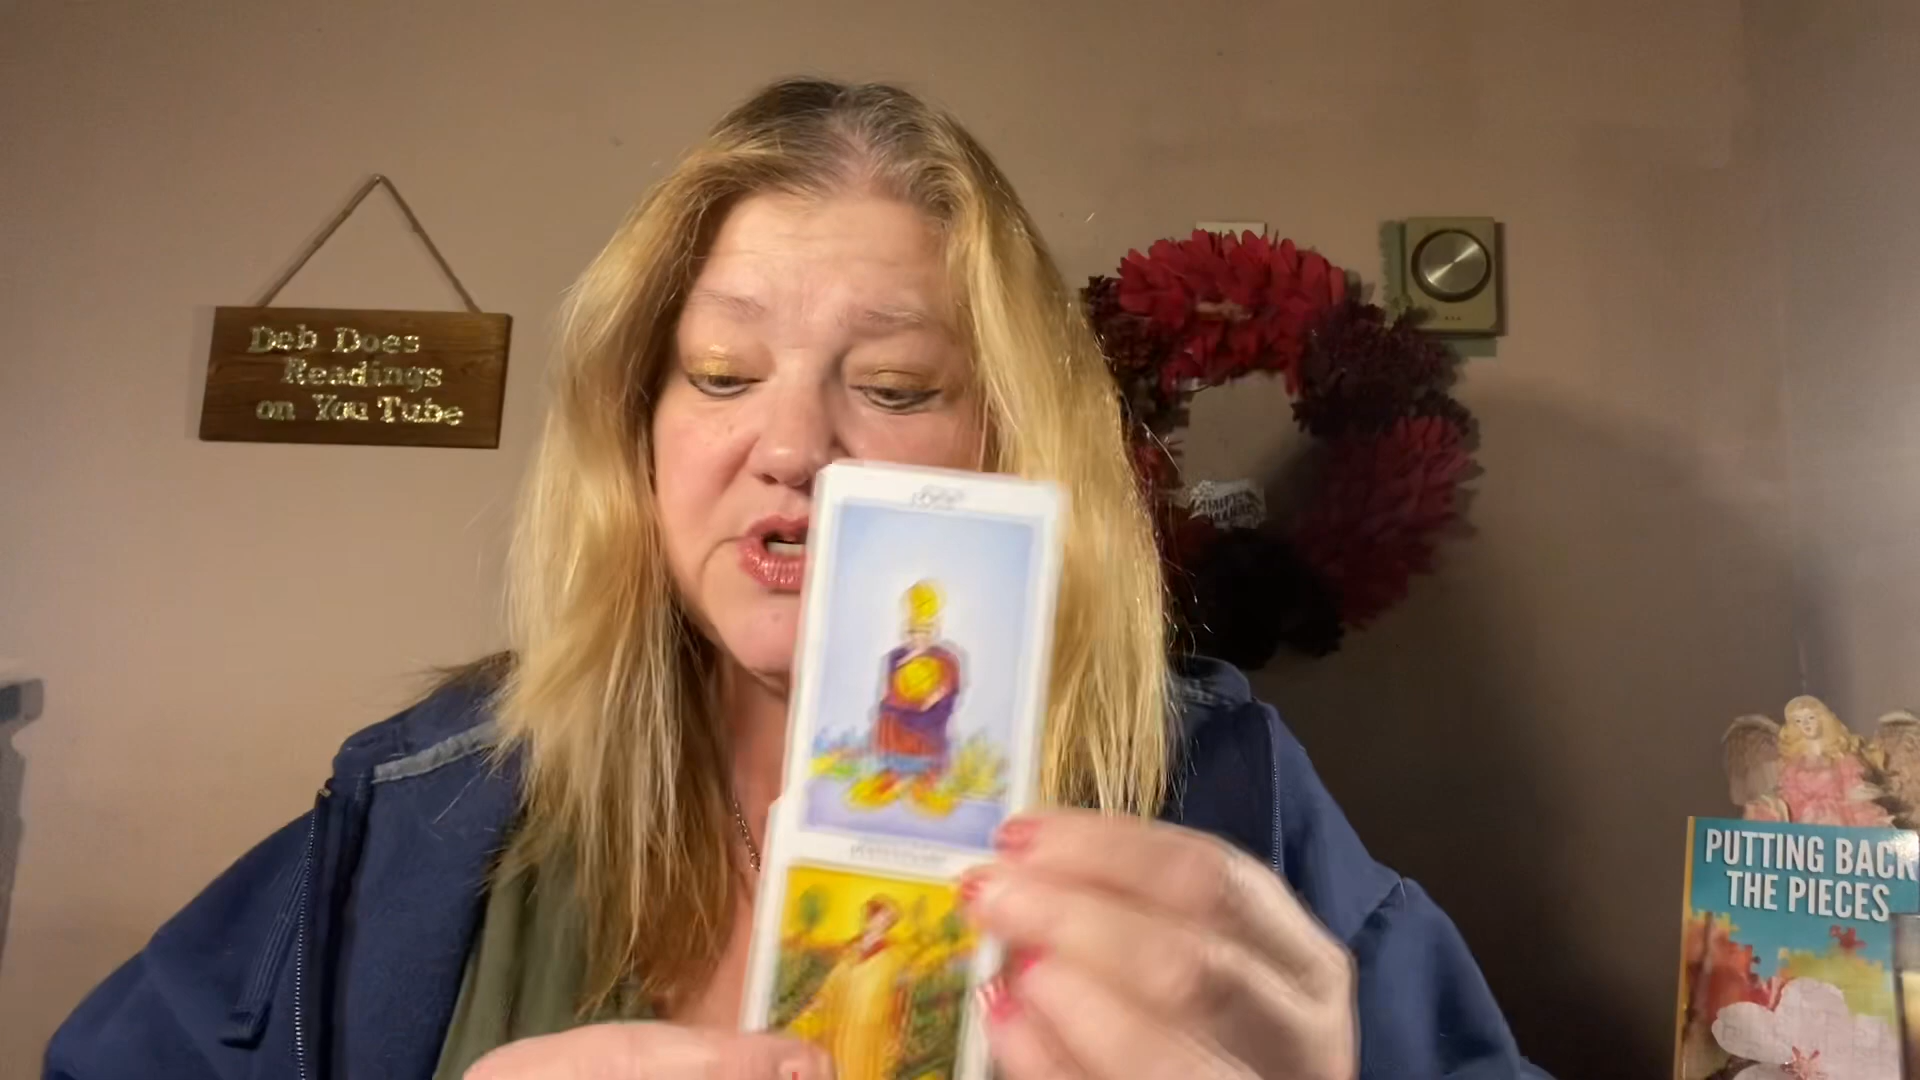 Deb Does
Readings
on You Tube
PUTTING BACK
THE PIECES